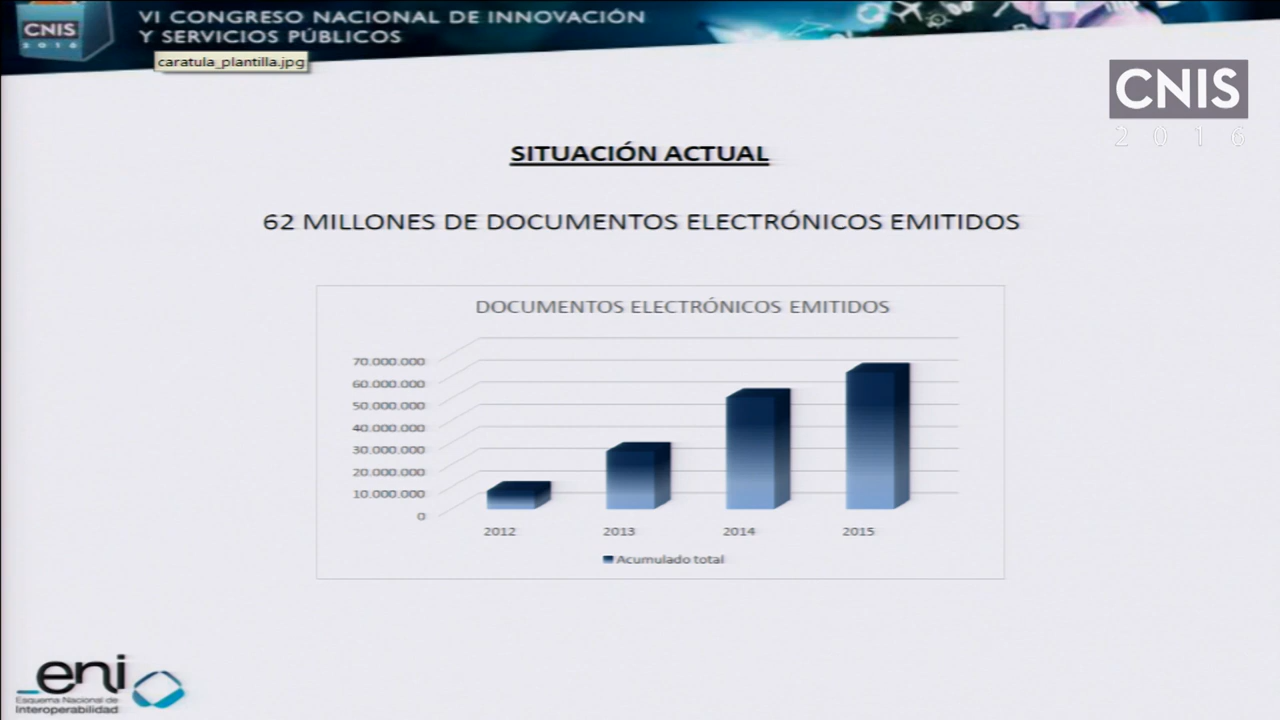 CNIS
2016
VI CONGRESO NACIONAL DE INNOVACIÓN
Y SERVICIOS PÚBLICOS
caratula_plantilla.jpg
CNIS
2016
SITUACIÓN ACTUAL
62 MILLONES DE DOCUMENTOS ELECTRÓNICOS EMITIDOS
DOCUMENTOS ELECTRÓNICOS EMITIDOS
70.000.000
60.000.000
50.000.000
40.000.000
30.000.000
20.000.000
10.000.000
0
2012 2013 2014 2015
Acumulado total
_eni
Esquema Nacional de
Interoperabilidad